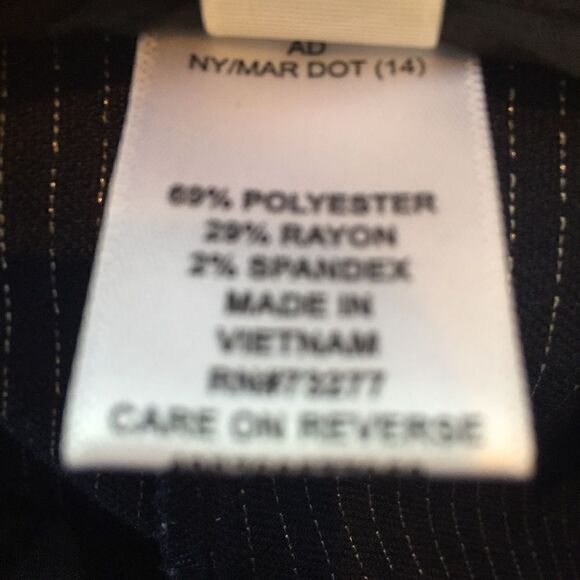 AD
NY/MAR DOT (14)
69% POLYESTER
29% RAYON
2% SPANDEX
MADE IN
VIETNAM
RN#73277
CARE ON REVERSE